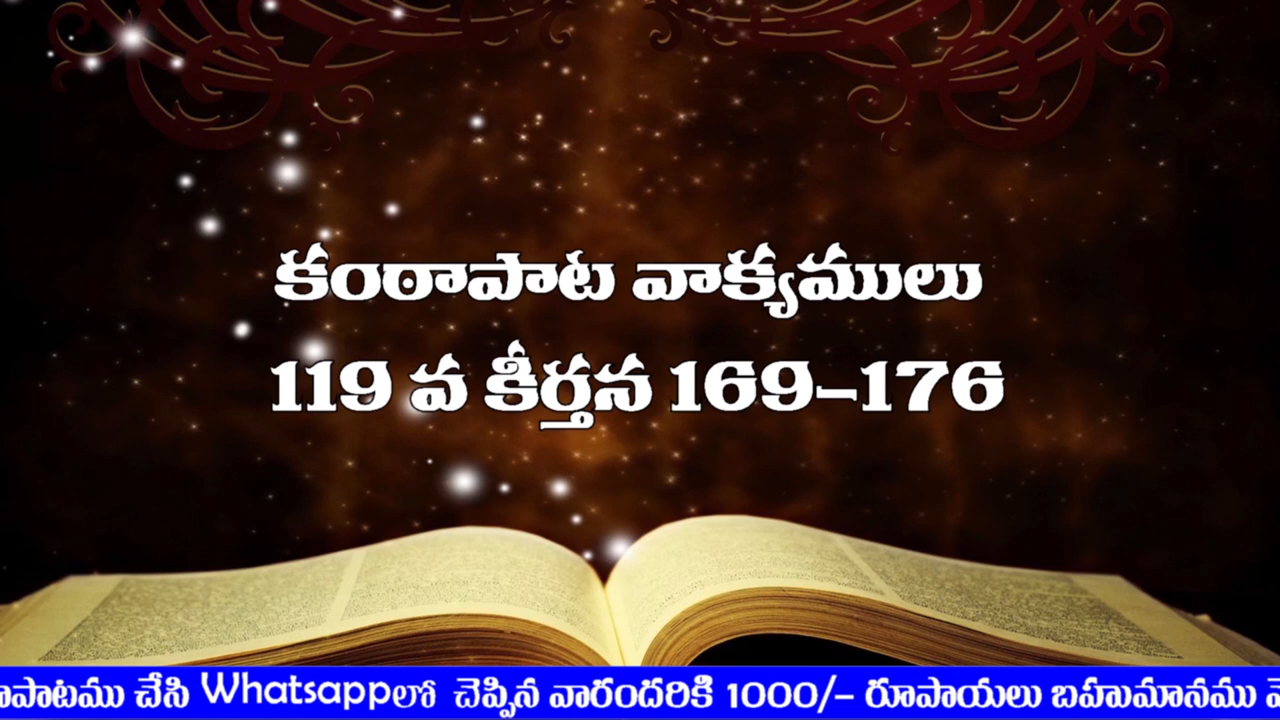 కంఠాపాట వాక్యములు
119 వ కీర్తన 169-176
పాటము చేసి Whatsappలో చెప్పిన వారందరికి 1000/- రూపాయలు బహుమానము